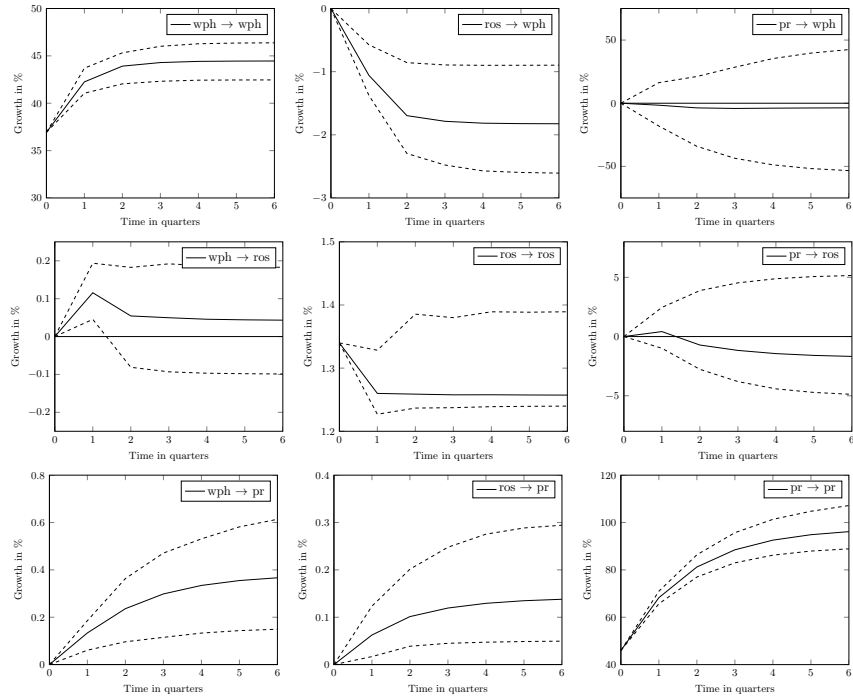 50
45
40
35
30
0 1 2 3 4 5 6
Growth in %
Time in quarters
wph → wph
0
−1
−2
−3
0 1 2 3 4 5 6
Growth in %
Time in quarters
ros → wph
50
0
−50
0 1 2 3 4 5 6
Growth in %
Time in quarters
pr → wph
0.2
0.1
0
−0.1
−0.2
0 1 2 3 4 5 6
Growth in %
Time in quarters
wph → ros
1.5
1.4
1.3
1.2
0 1 2 3 4 5 6
Growth in %
Time in quarters
ros → ros
5
0
−5
0 1 2 3 4 5 6
Growth in %
Time in quarters
pr → ros
0.8
0.6
0.4
0.2
0
0 1 2 3 4 5 6
Growth in %
Time in quarters
wph → pr
0.4
0.3
0.2
0.1
0
0 1 2 3 4 5 6
Growth in %
Time in quarters
ros → pr
120
100
80
60
40
0 1 2 3 4 5 6
Growth in %
Time in quarters
pr → pr